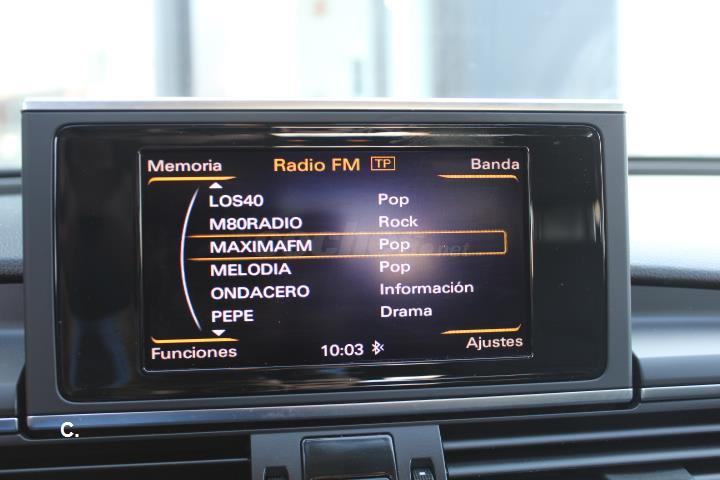 Memoria Radio FM TP Banda
LOS40 Pop
M80RADIO Rock
MAXIMAFM Pop
MELODIA Pop
ONDACERO Información
PEPE Drama
Funciones 10:03 Ajustes
C.